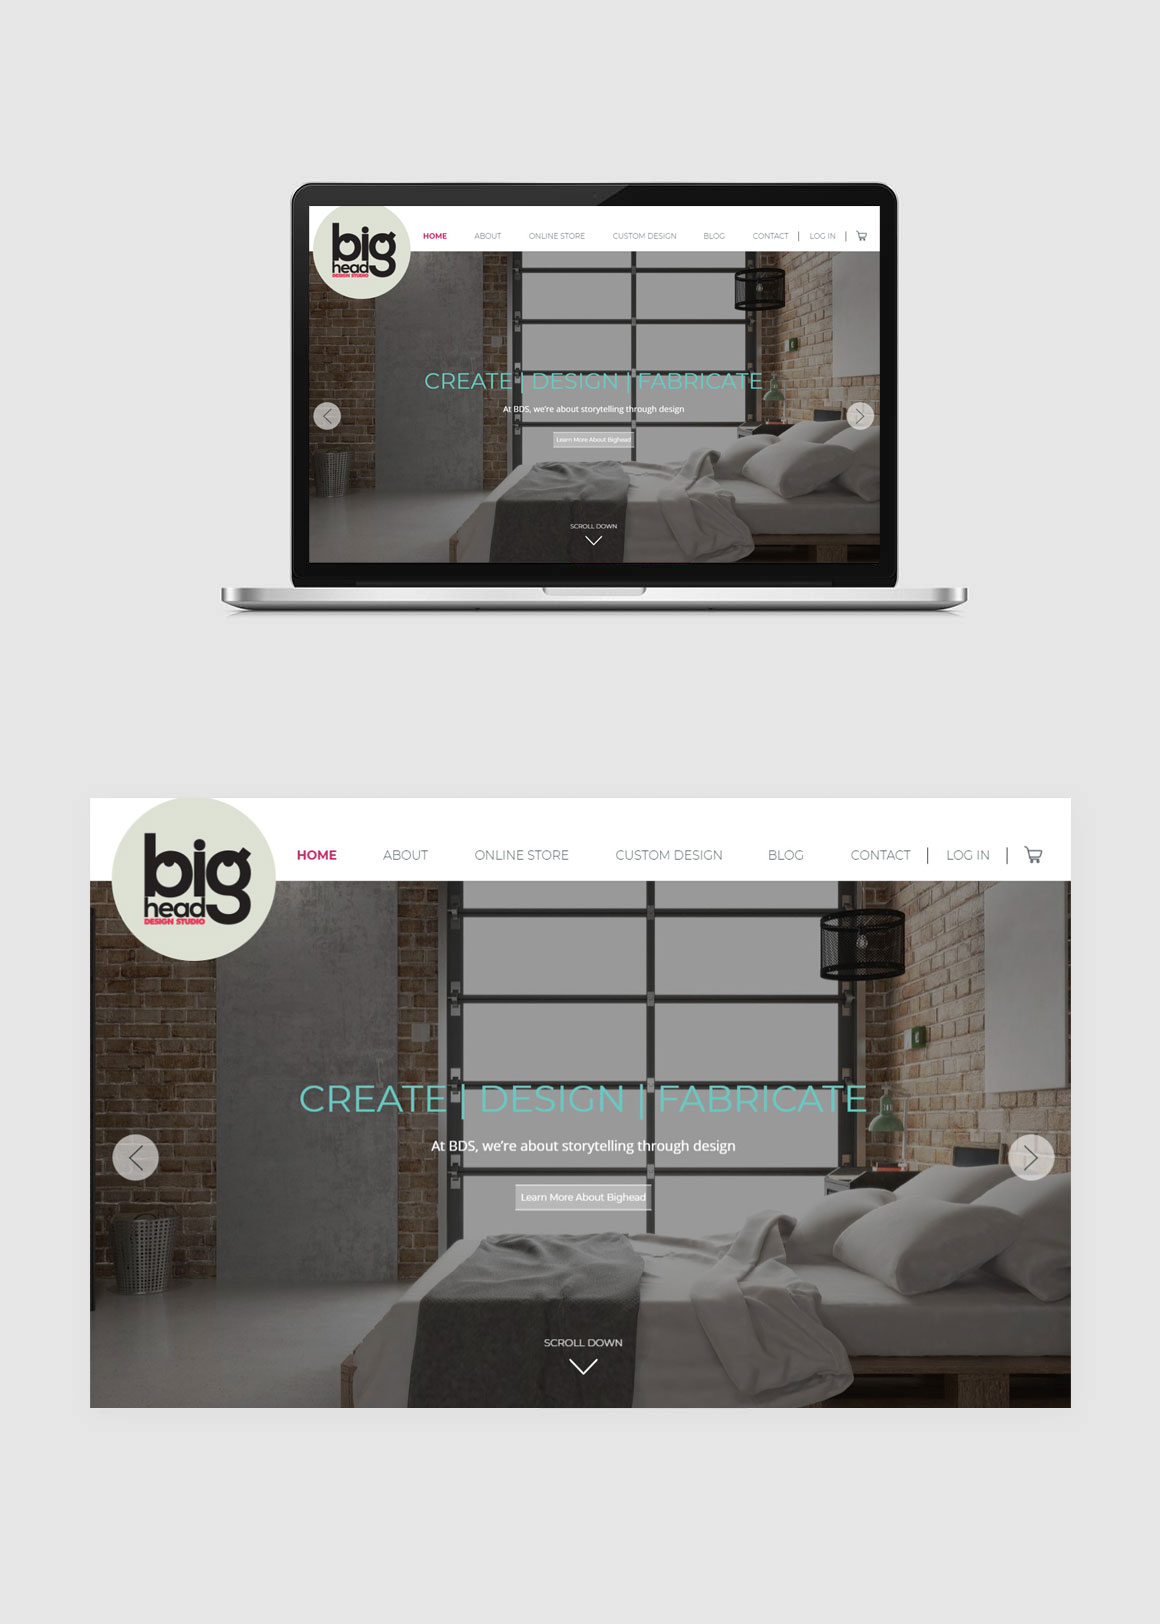 big
head
DESIGN STUDIO
HOME ABOUT ONLINE STORE CUSTOM DESIGN BLOG CONTACT | LOG IN |
CREATE | DESIGN | FABRICATE
At BDS, we're about storytelling through design
Learn More About Bighead
SCROLL DOWN
big
head
DESIGN STUDIO
HOME ABOUT ONLINE STORE CUSTOM DESIGN BLOG CONTACT | LOG IN |
CREATE | DESIGN | FABRICATE
At BDS, we're about storytelling through design
Learn More About Bighead
SCROLL DOWN